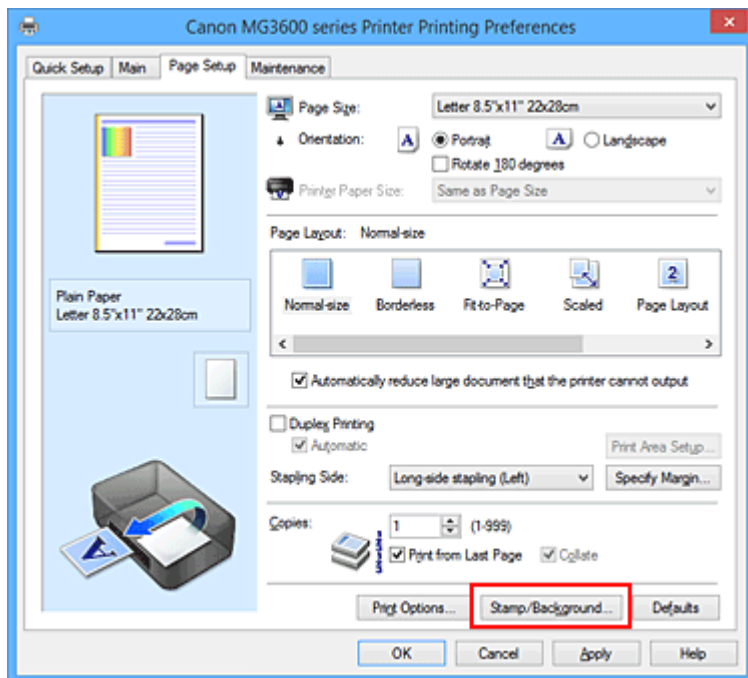 Canon MG3600 series Printer Printing Preferences
Quick Setup Main Page Setup Maintenance
Page Size: Letter 8.5"x11" 22x28cm
Orientation: A Portrait A Landscape
Rotate 180 degrees
Printer Paper Size: Same as Page Size
Page Layout: Normal-size
2
Normal-size Borderless Fit-to-Page Scaled Page Layout
Plain Paper
Letter 8.5"x11" 22x28cm
Automatically reduce large document that the printer cannot output
Duplex Printing
Automatic Print Area Setup...
Stapling Side: Long-side stapling (Left) Specify Margin...
Copies: 1 (1-999)
Print from Last Page Collate
A
Print Options... Stamp/Background... Defaults
OK Cancel Apply Help